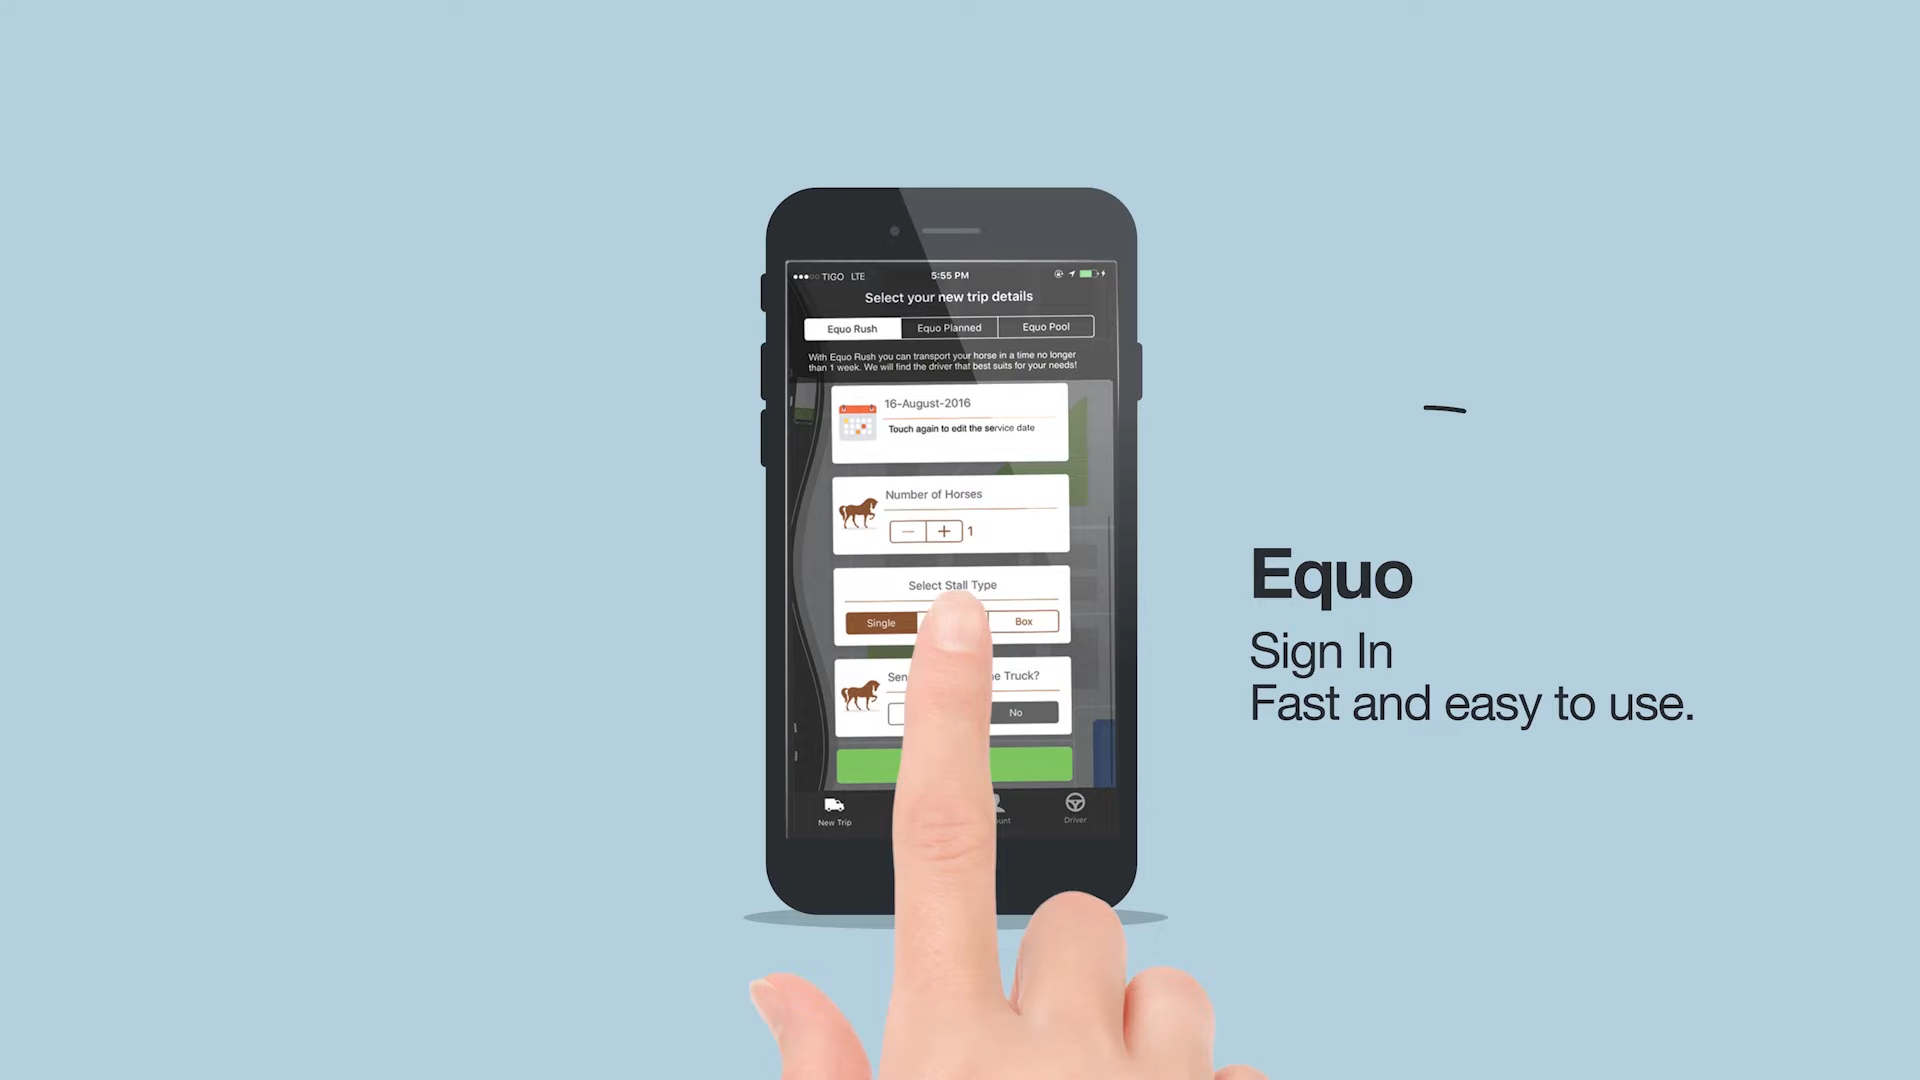 TIGO LTE 5:55 PM
Select your new trip details
Equo Rush Equo Planned Equo Pool
With Equo Rush you can transport your horse in a time no longer
than 1 week. We will find the driver that best suits for your needs!
16-August-2016
Touch again to edit the service date
Number of Horses
1
Select Stall Type
Single Box
Truck?
No
New Trip Driver
Equo
Sign In
Fast and easy to use.